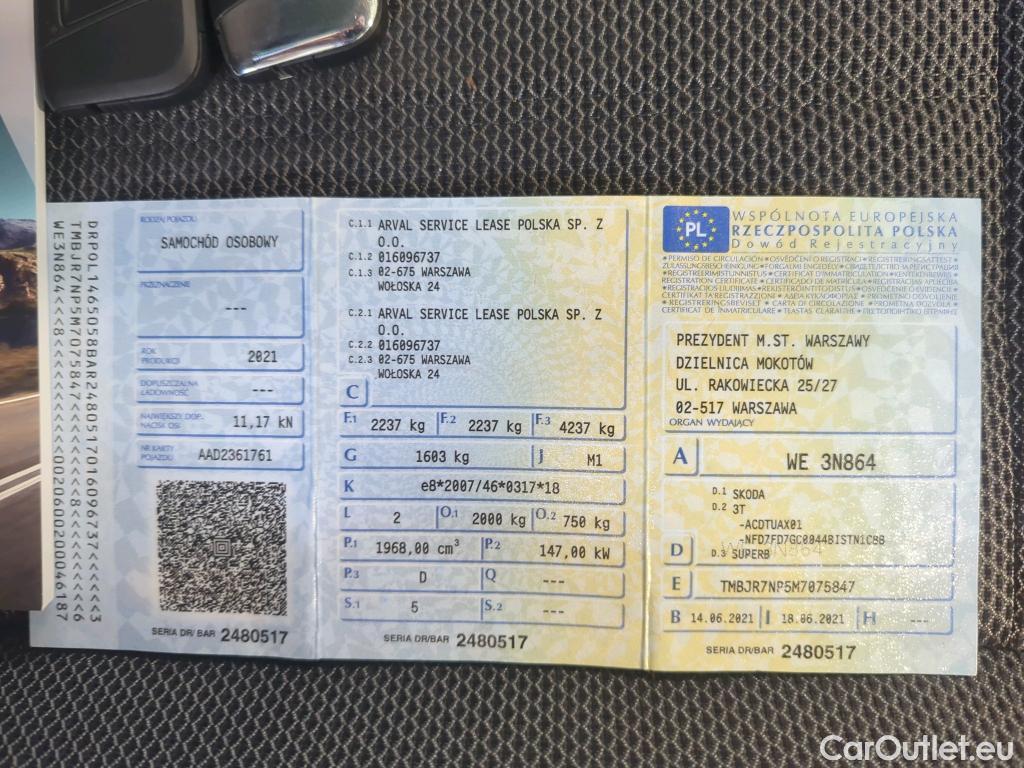 DRPOL1465058BAR24805170160967​37<<<<<3
TMBJR7NP5M7075847<<<<<<<<<<<<<<<<<6
WE3N864<<<8<<<<<<<<<<<<002060020004​6187
RODZAJ POJAZDU
SAMOCHÓD OSOBOWY
PRZEZNACZENIE
---
ROK PRODUKCJI 2021
DOPUSZCZALNA ŁADOWNOŚĆ ---
NAJWIĘKSZY DOP. NACISK OSI 11,17 kN
NR KARTY POJAZDU AAD2361761
SERIA DR/BAR 2480517
C.1.1 ARVAL SERVICE LEASE POLSKA SP. Z
O.O.
C.1.2 016096737
C.1.3 02-675 WARSZAWA
WOŁOSKA 24
C.2.1 ARVAL SERVICE LEASE POLSKA SP. Z
O.O.
C.2.2 016096737
C.2.3 02-675 WARSZAWA
WOŁOSKA 24
C
F.1 2237 kg F.2 2237 kg F.3 4237 kg
G 1603 kg J M1
K e8*2007/46*0317*18
L 2 O.1 2000 kg O.2 750 kg
P.1 1968,00 cm³ P.2 147,00 kW
P.3 D Q ---
S.1 5 S.2 ---
SERIA DR/BAR 2480517
PL
WSPÓLNOTA EUROPEJSKA
RZECZPOSPOLITA POLSKA
Dowód Rejestracyjny
PREZYDENT M.ST. WARSZAWY
DZIELNICA MOKOTÓW
UL. RAKOWIECKA 25/27
02-517 WARSZAWA
ORGAN WYDAJĄCY
A WE 3N864
D.1 SKODA
D.2 3T
-ACDTUAX01
-NFD7FD7GC0044BISTN1C8B
D D.3 SUPERB
E TMBJR7NP5M7075847
B 14.06.2021 I 18.06.2021 H ---
SERIA DR/BAR 2480517
CarOutlet.eu